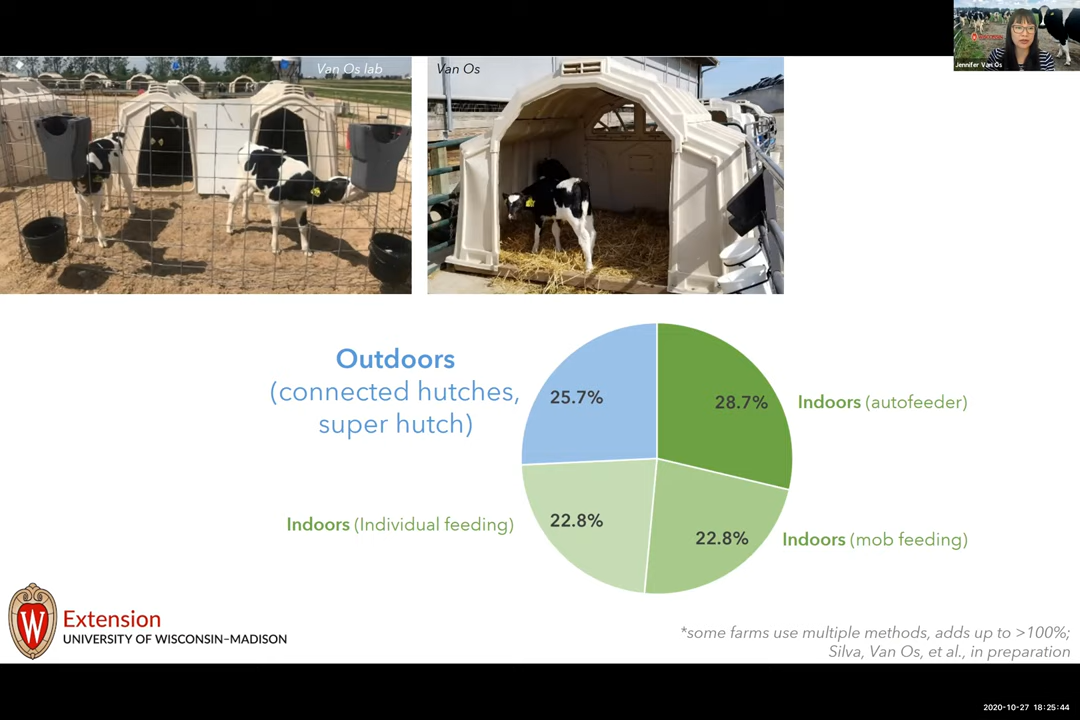 Jennifer Van Os
Van Os lab
Van Os
Outdoors
(connected hutches,
super hutch)
25.7%
28.7%
Indoors (autofeeder)
Indoors (Individual feeding)
22.8%
22.8%
Indoors (mob feeding)
W
Extension
UNIVERSITY OF WISCONSIN–MADISON
*some farms use multiple methods, adds up to >100%;
Silva, Van Os, et al., in preparation
2020-10-27 18:25:44